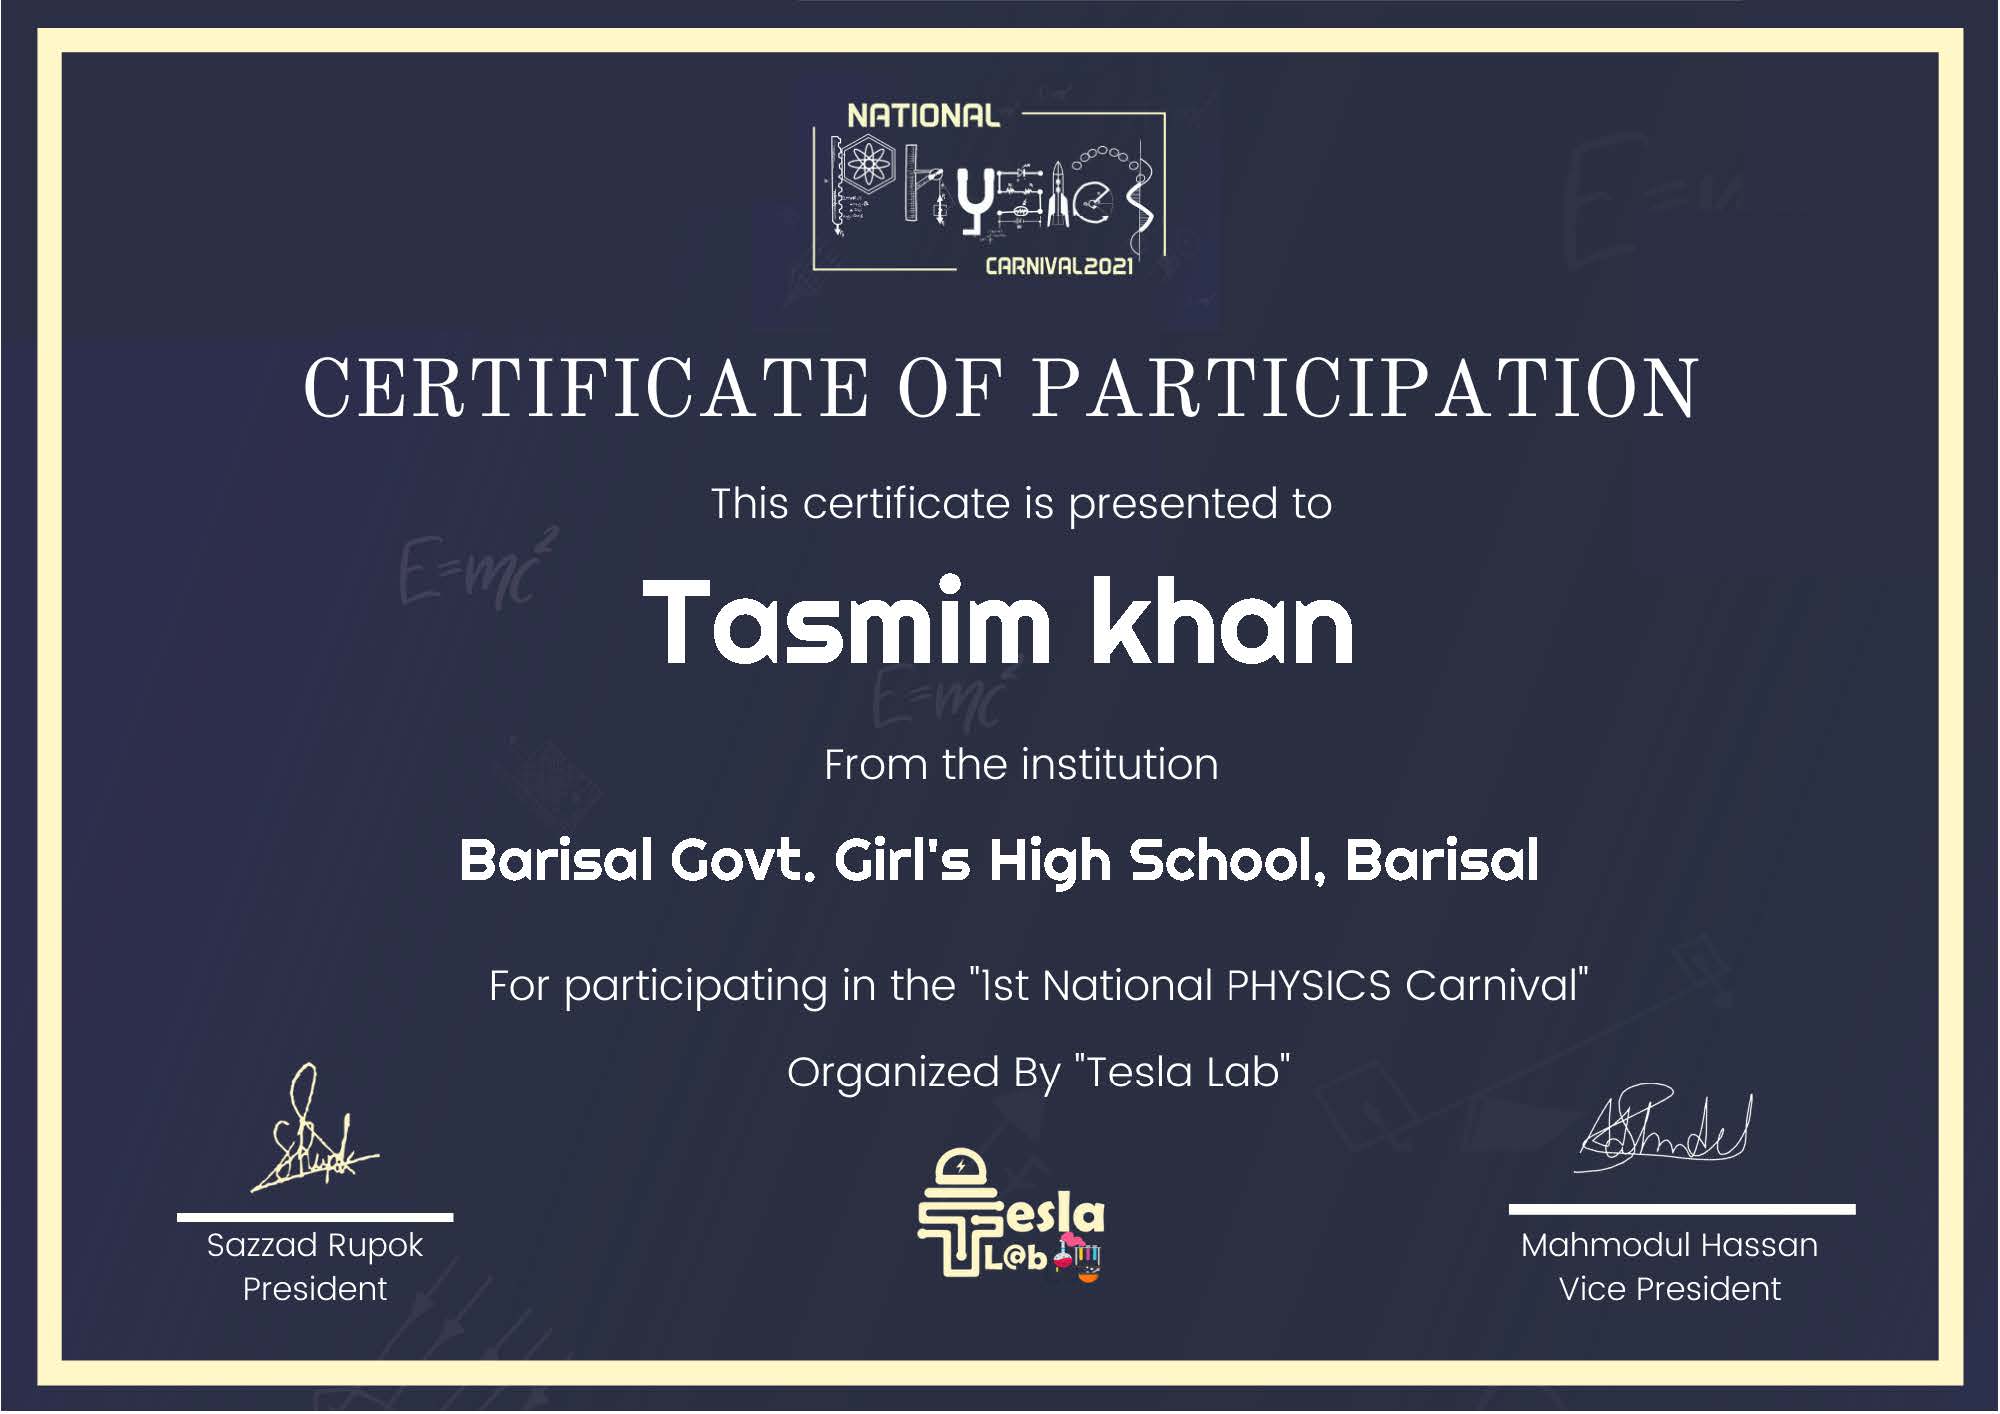 NATIONAL
Physics
CARNIVAL2021
CERTIFICATE OF PARTICIPATION
This certificate is presented to
E=mc²
Tasmim khan
E=mc²
From the institution
Barisal Govt. Girl's High School, Barisal
For participating in the "1st National PHYSICS Carnival"
Organized By "Tesla Lab"
Tesla
L@b
Sazzad Rupok
President
Mahmodul Hassan
Vice President